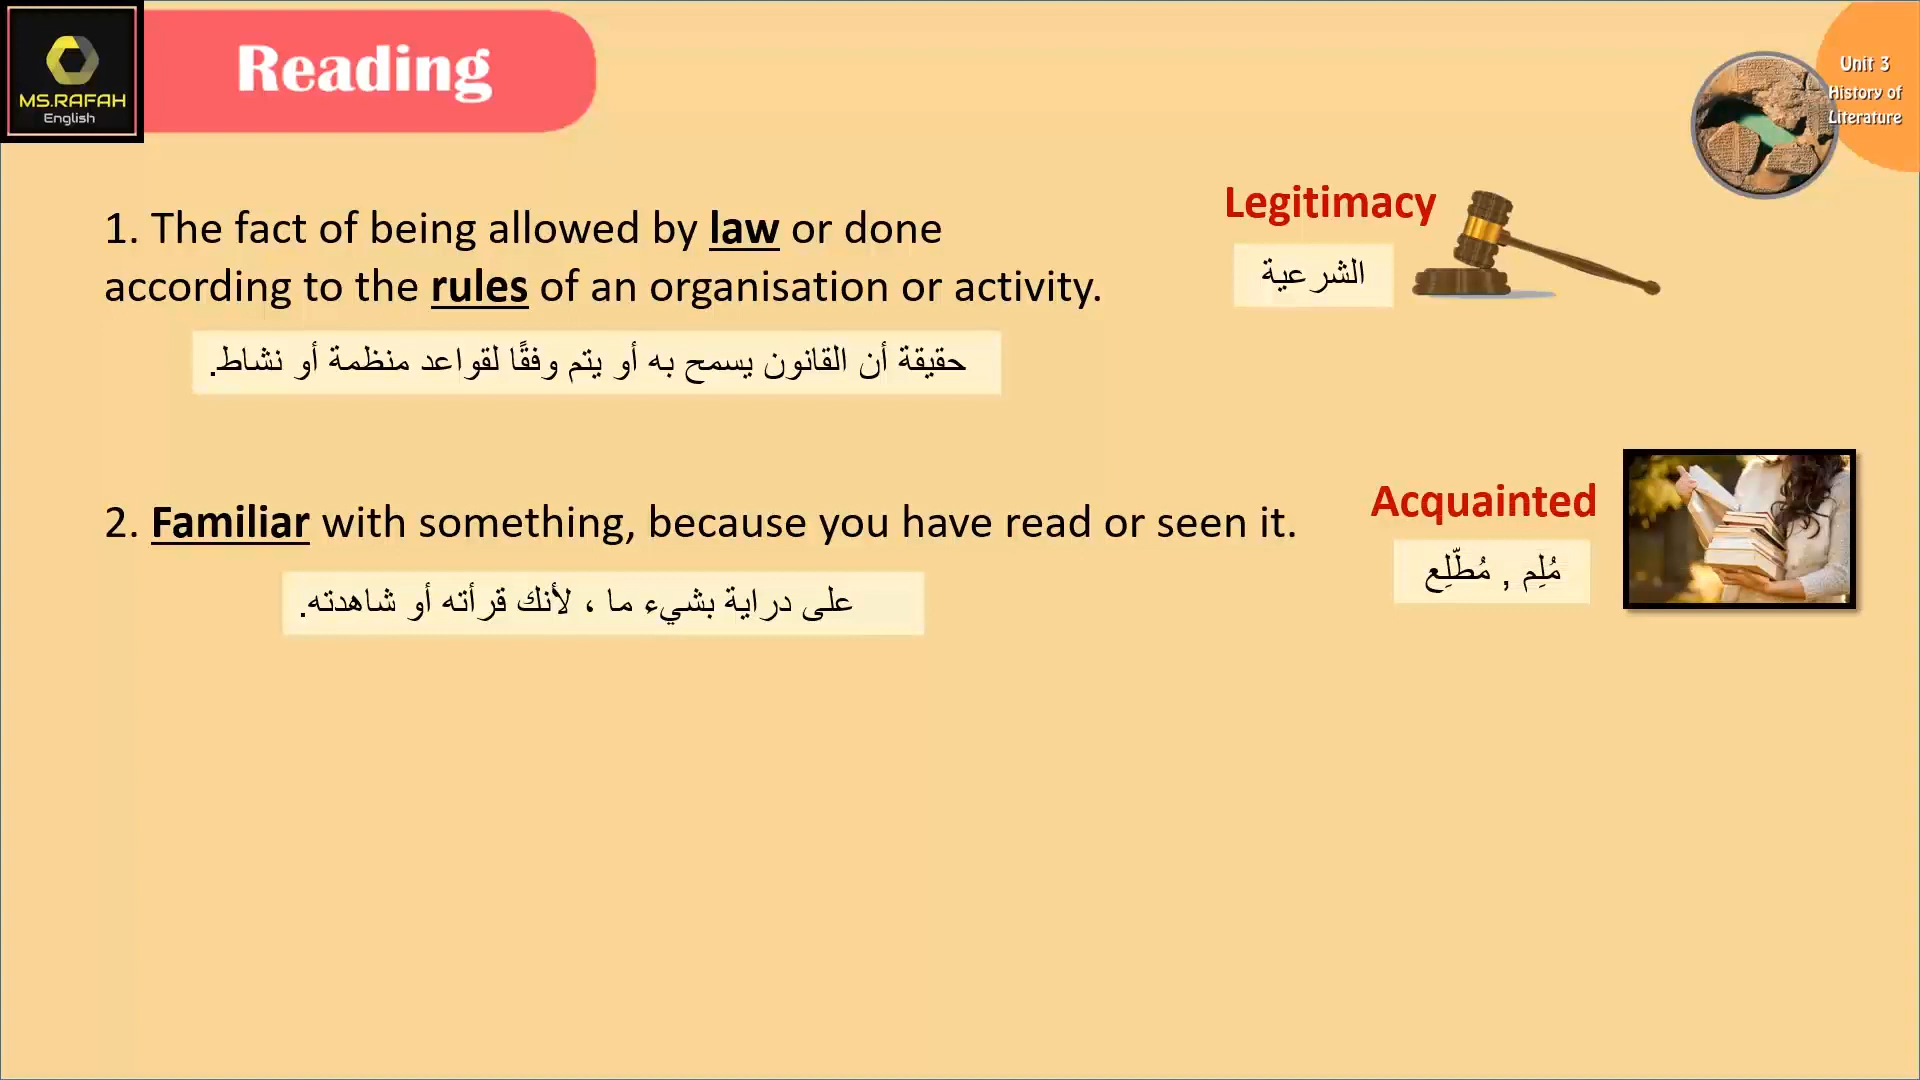 MS.RAFAH
English
Reading
Unit 3
History of
Literature
1. The fact of being allowed by law or done
according to the rules of an organisation or activity.
Legitimacy
الشرعية
حقيقة أن القانون يسمح به أو يتم وفقًا لقواعد منظمة أو نشاط.
2. Familiar with something, because you have read or seen it.
Acquainted
مُلِم , مُطّلِع
على دراية بشيء ما ، لأنك قرأته أو شاهدته.